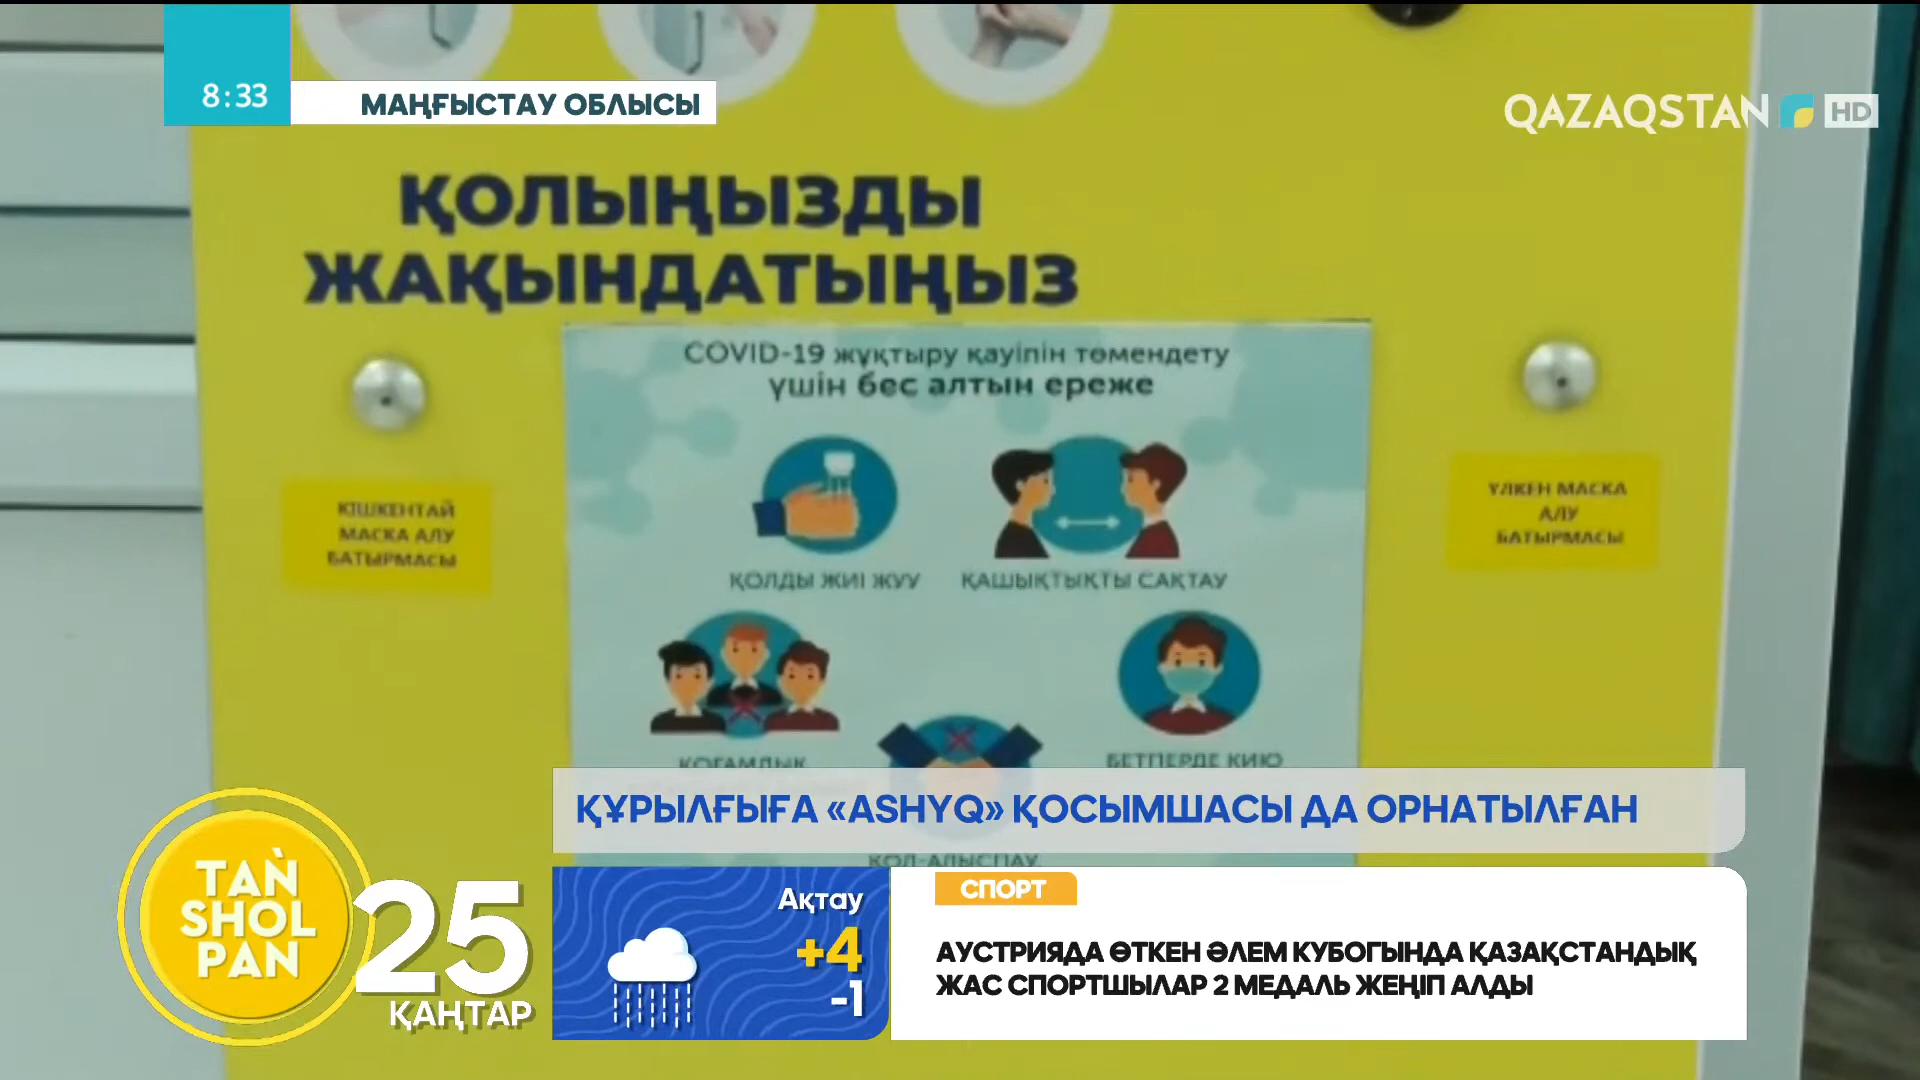 8:33
МАҢҒЫСТАУ ОБЛЫСЫ
QAZAQSTAN HD
ҚОЛЫҢЫЗДЫ
ЖАҚЫНДАТЫҢЫЗ
COVID-19 жұқтыру қауіпін төмендету
үшін бес алтын ереже
КІШКЕНТАЙ
МАСКА АЛУ
БАТЫРМАСЫ
ҮЛКЕН МАСКА
АЛУ
БАТЫРМАСЫ
ҚОЛДЫ ЖИІ ЖУУ
ҚАШЫҚТЫҚТЫ САҚТАУ
ҚОҒАМДЫҚ
БЕТПЕРДЕ КИЮ
ҚОЛ-АЛЫСПАУ,
ҚҰРЫЛҒЫҒА «ASHYQ» ҚОСЫМШАСЫ ДА ОРНАТЫЛҒАН
TAŃ
SHOL
PAN
25
ҚАҢТАР
Ақтау
+4
-1
СПОРТ
АУСТРИЯДА ӨТКЕН ӘЛЕМ КУБОГЫНДА ҚАЗАҚСТАНДЫҚ
ЖАС СПОРТШЫЛАР 2 МЕДАЛЬ ЖЕҢІП АЛДЫ